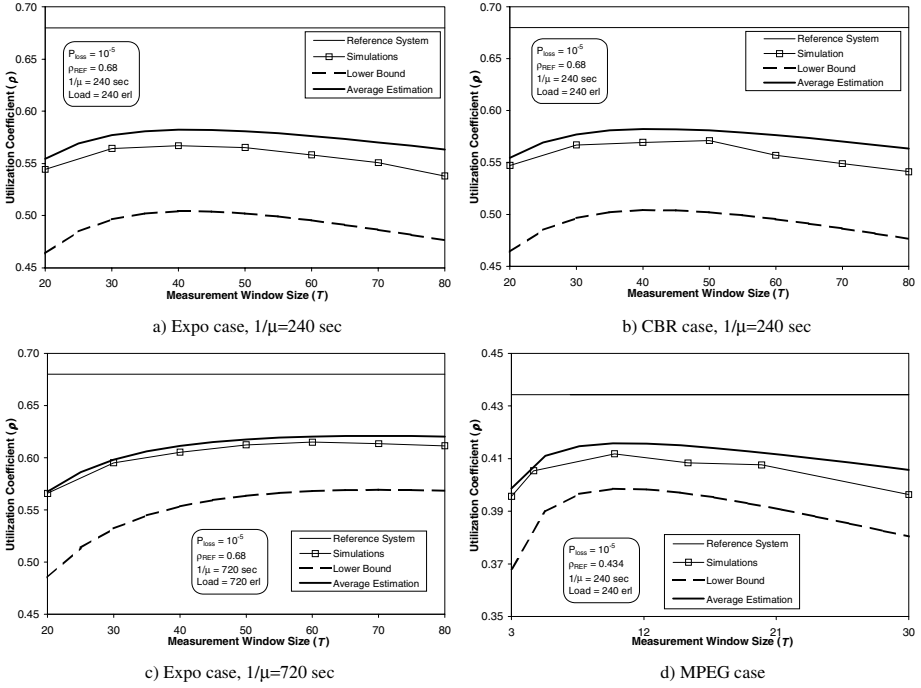 0.70
0.65
0.60
0.55
0.50
0.45
Utilization Coefficient (ρ)
P_loss = 10^-5
ρ_REF = 0.68
1/μ = 240 sec
Load = 240 erl
Reference System
Simulations
Lower Bound
Average Estimation
20 30 40 50 60 70 80
Measurement Window Size (T)
a) Expo case, 1/μ=240 sec
0.70
0.65
0.60
0.55
0.50
0.45
Utilization Coefficient (ρ)
P_loss = 10^-5
ρ_REF = 0.68
1/μ = 240 sec
Load = 240 erl
Reference System
Simulations
Lower Bound
Average Estimation
20 30 40 50 60 70 80
Measurement Window Size (T)
b) CBR case, 1/μ=240 sec
0.70
0.65
0.60
0.55
0.50
0.45
Utilization Coefficient (ρ)
P_loss = 10^-5
ρ_REF = 0.68
1/μ = 720 sec
Load = 720 erl
Reference System
Simulations
Lower Bound
Average Estimation
20 30 40 50 60 70 80
Measurement Window Size (T)
c) Expo case, 1/μ=720 sec
0.45
0.43
0.41
0.39
0.37
0.35
Utilization Coefficient (ρ)
P_loss = 10^-5
ρ_REF = 0.434
1/μ = 240 sec
Load = 240 erl
Reference System
Simulations
Lower Bound
Average Estimation
3 12 21 30
Measurement Window Size (T)
d) MPEG case